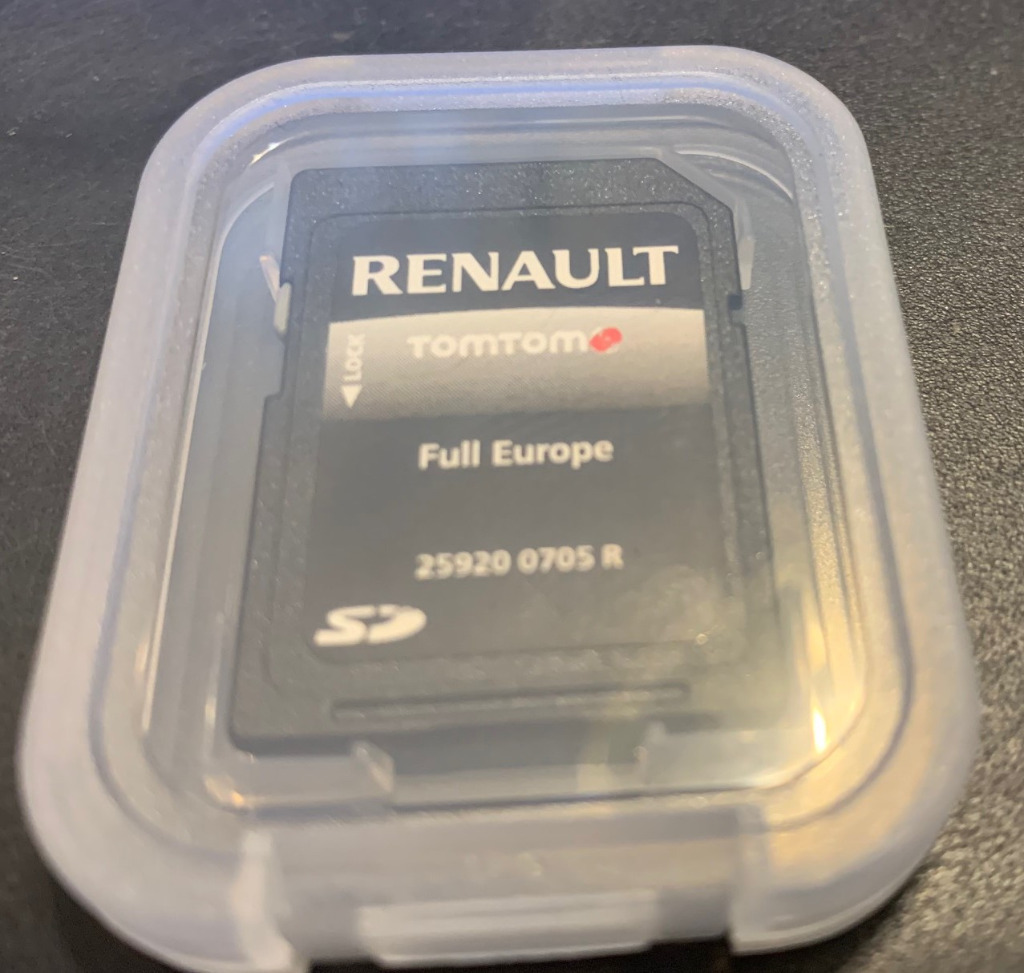 RENAULT
TOMTOM
◀ LOCK
Full Europe
25920 0705 R
SD